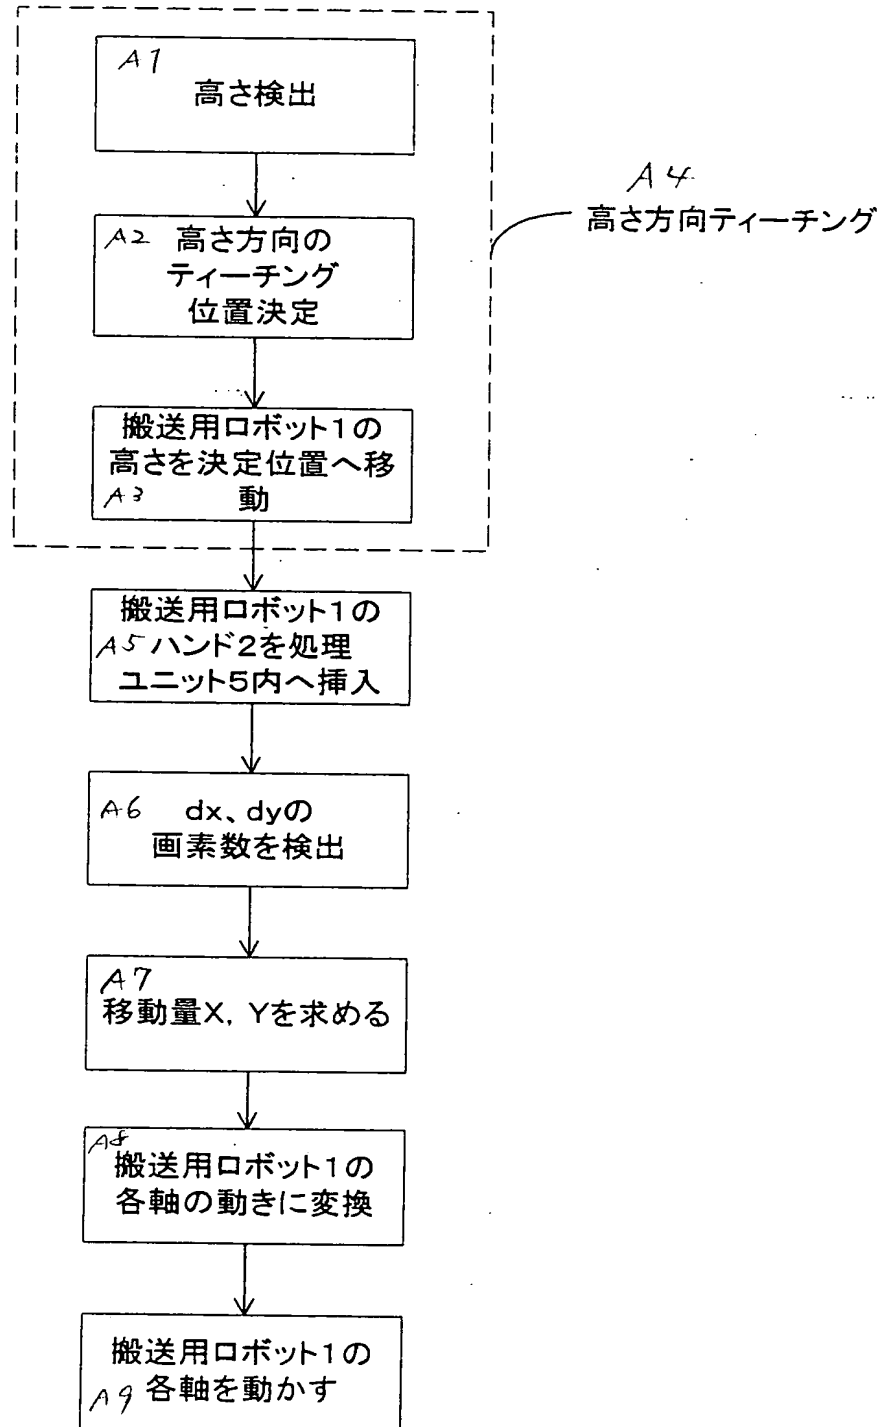 A1
高さ検出
A4
高さ方向ティーチング
A2 高さ方向の
ティーチング
位置決定
搬送用ロボット1の
高さを決定位置へ移
A3 動
搬送用ロボット1の
A5 ハンド2を処理
ユニット5内へ挿入
A6 dx、dyの
画素数を検出
A7
移動量X, Yを求める
A8
搬送用ロボット1の
各軸の動きに変換
搬送用ロボット1の
A9 各軸を動かす